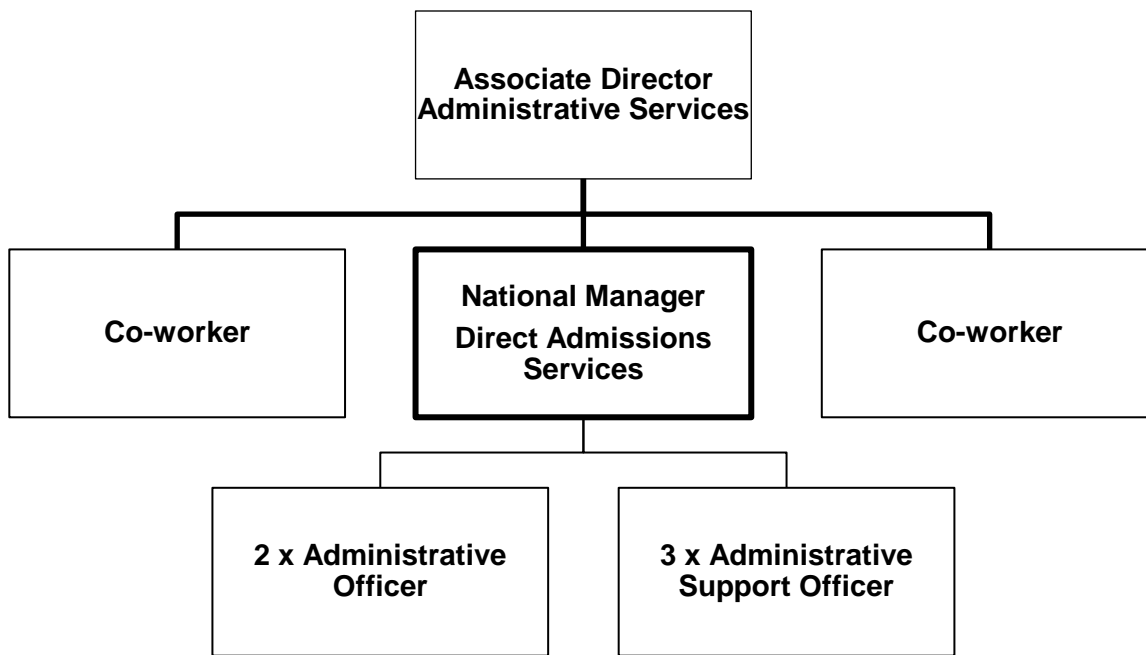 Associate Director
Administrative Services
Co-worker
National Manager
Direct Admissions
Services
Co-worker
2 x Administrative
Officer
3 x Administrative
Support Officer